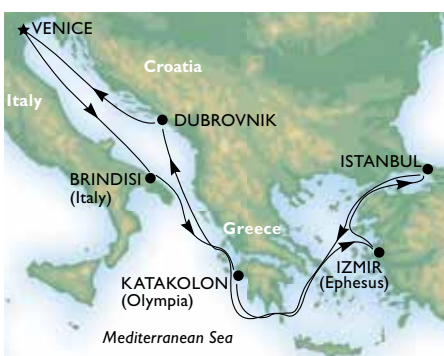 VENICE
Croatia
Italy
DUBROVNIK
ISTANBUL
BRINDISI
(Italy)
Greece
IZMIR
(Ephesus)
KATAKOLON
(Olympia)
Mediterranean Sea